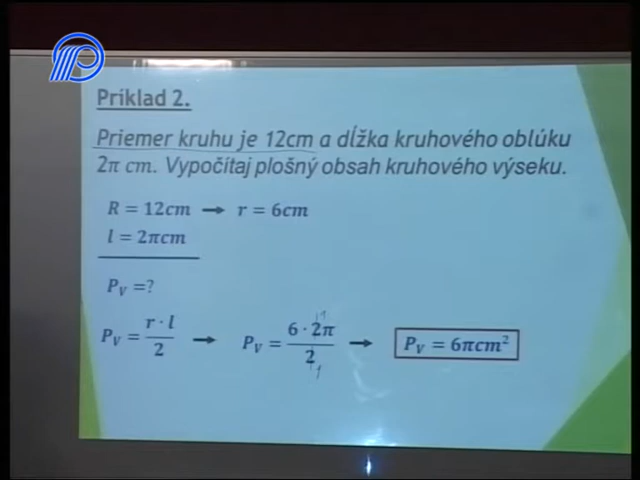 Príklad 2.
Priemer kruhu je 12cm a dĺžka kruhového oblúku
2π cm. Vypočítaj plošný obsah kruhového výseku.
R = 12cm → r = 6cm
l = 2πcm
P_V =?
P_V = r · l / 2 → P_V = 6 · 2π / 2 → P_V = 6πcm²